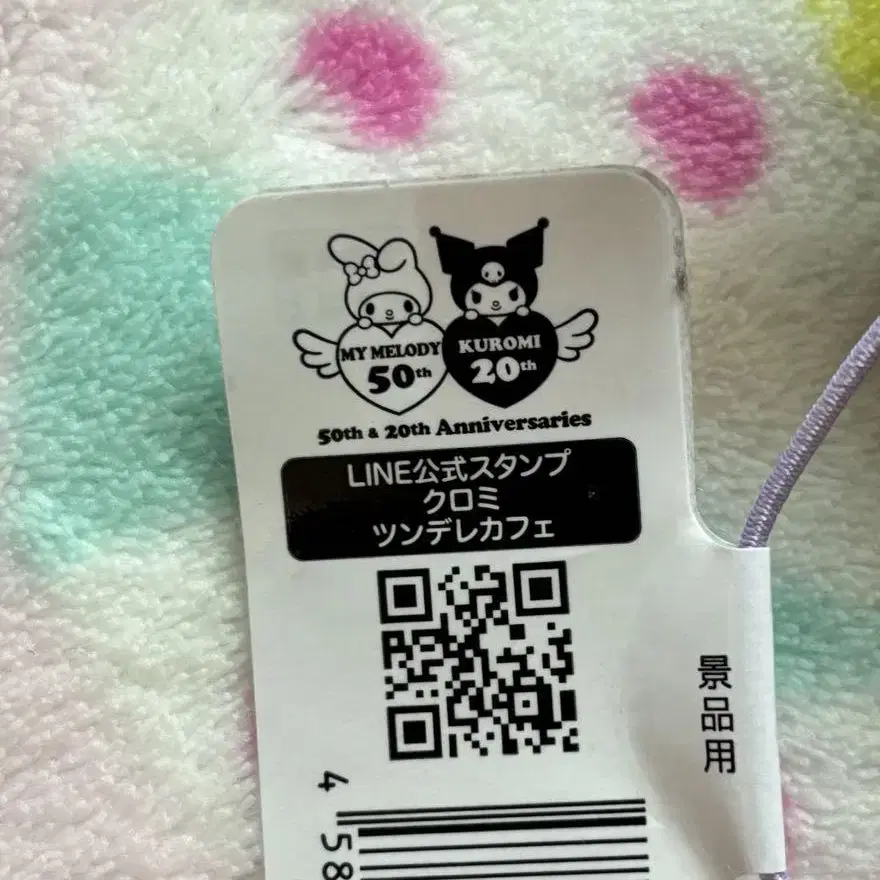 MY MELODY
50th
KUROMI
20th
50th & 20th Anniversaries
LINE公式スタンプ
クロミ
ツンデレカフェ
景品用
4 58